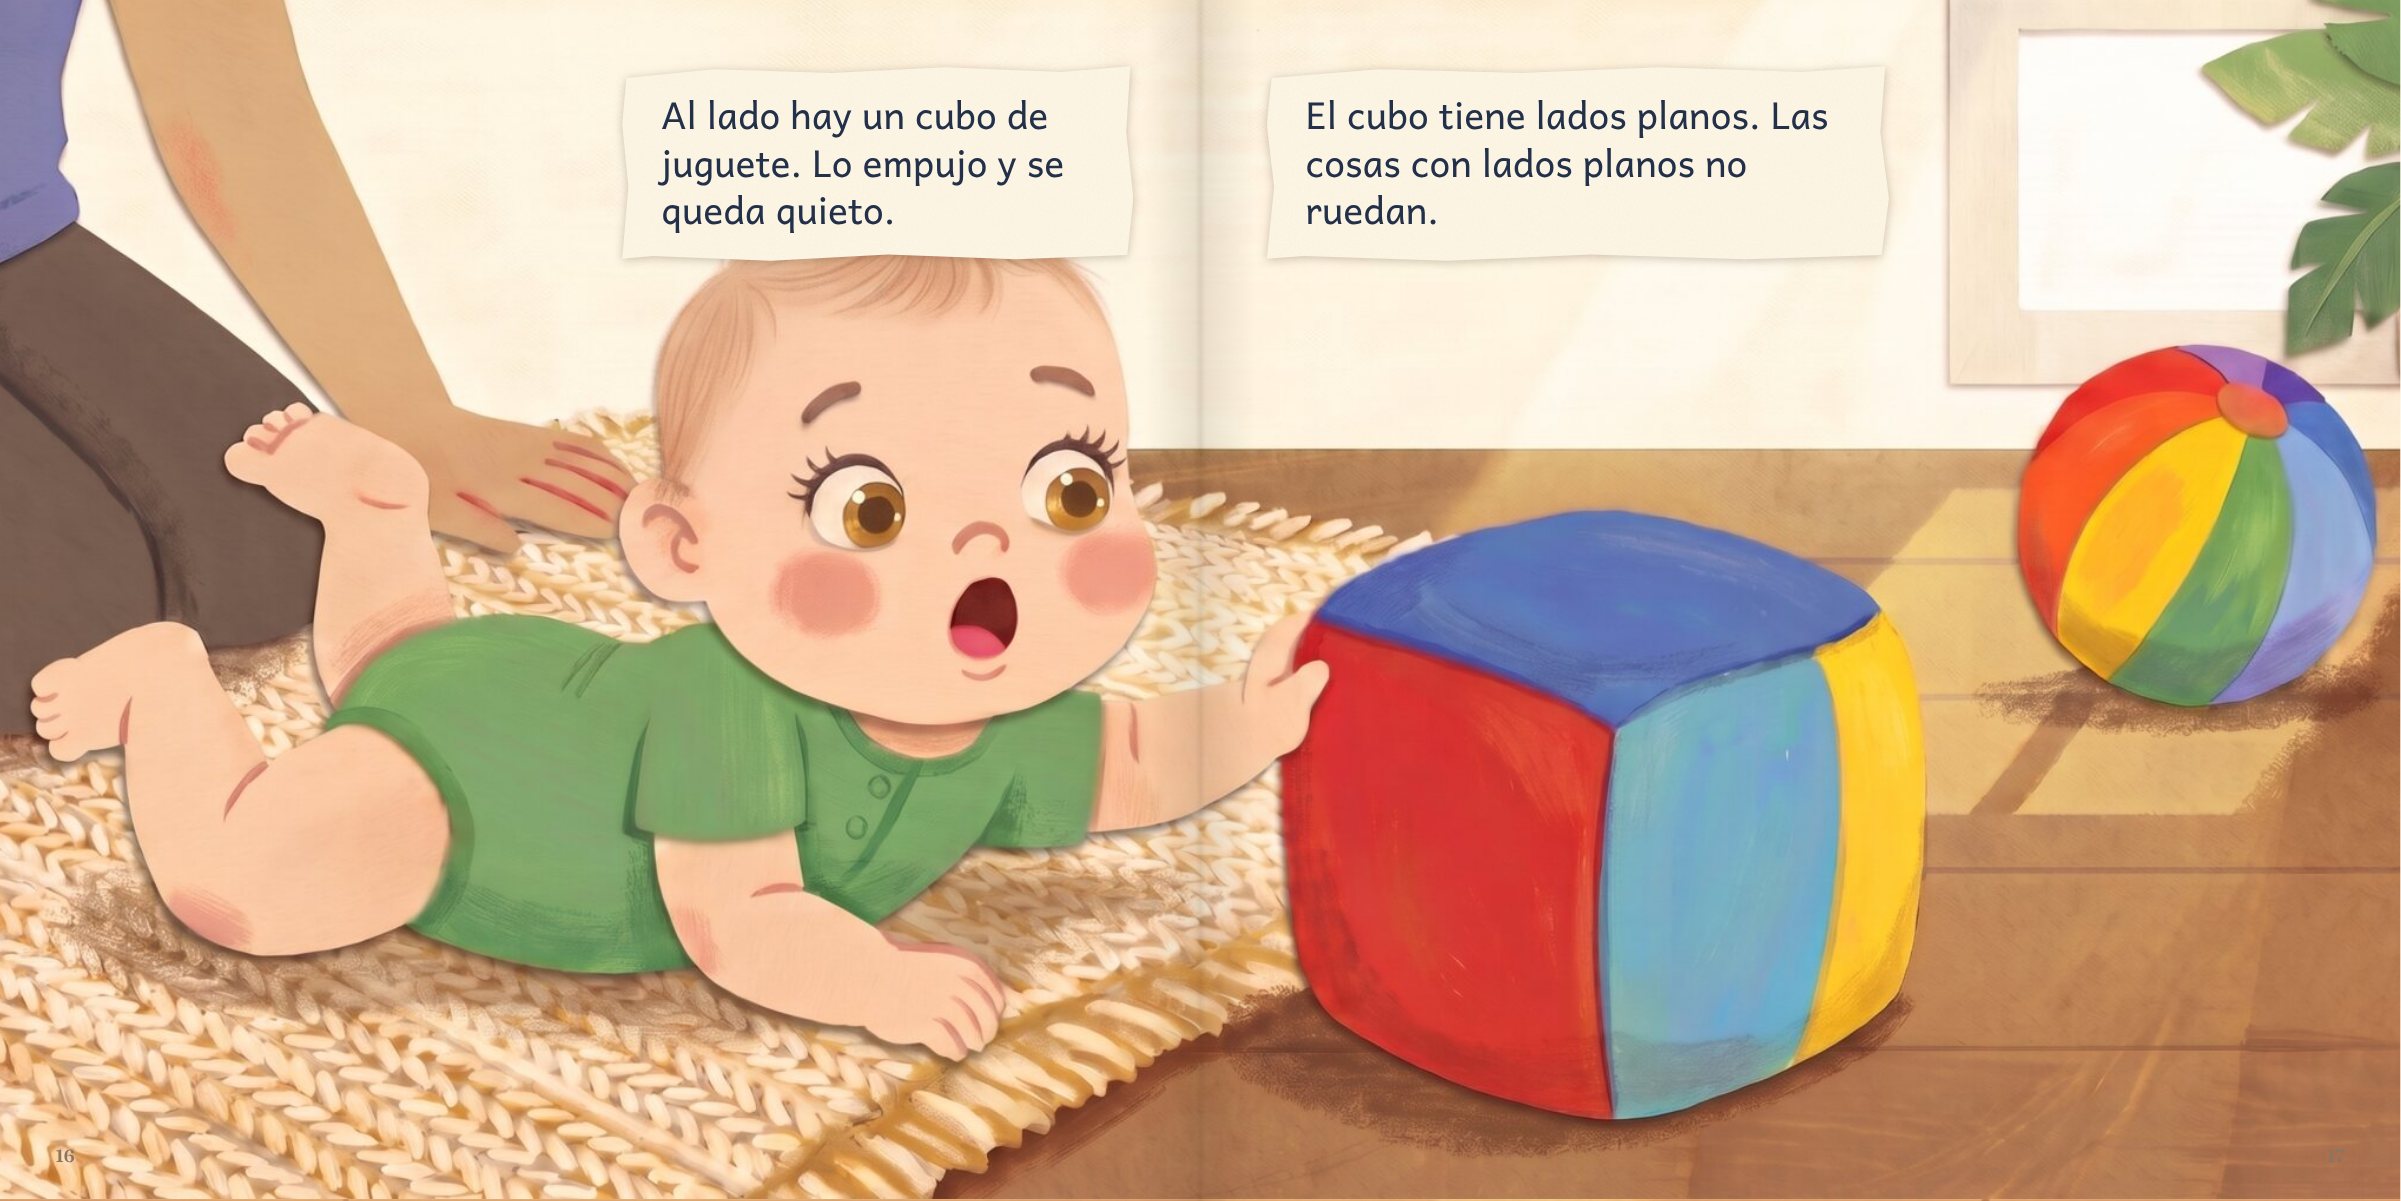 Al lado hay un cubo de
juguete. Lo empujo y se
queda quieto.
El cubo tiene lados planos. Las
cosas con lados planos no
ruedan.
16